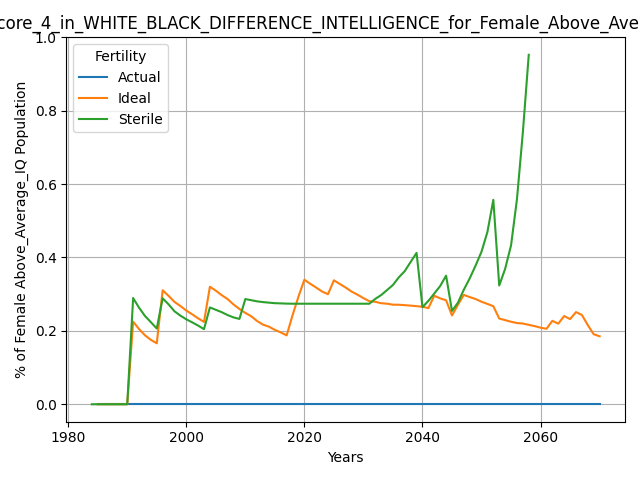 core_4_in_WHITE_BLACK_DIFFERENCE_INTELLIGENCE_for_Female_Above_Ave
1.0
0.8
0.6
0.4
0.2
0.0
% of Female Above_Average_IQ Population
Fertility
Actual
Ideal
Sterile
1980
2000
2020
2040
2060
Years